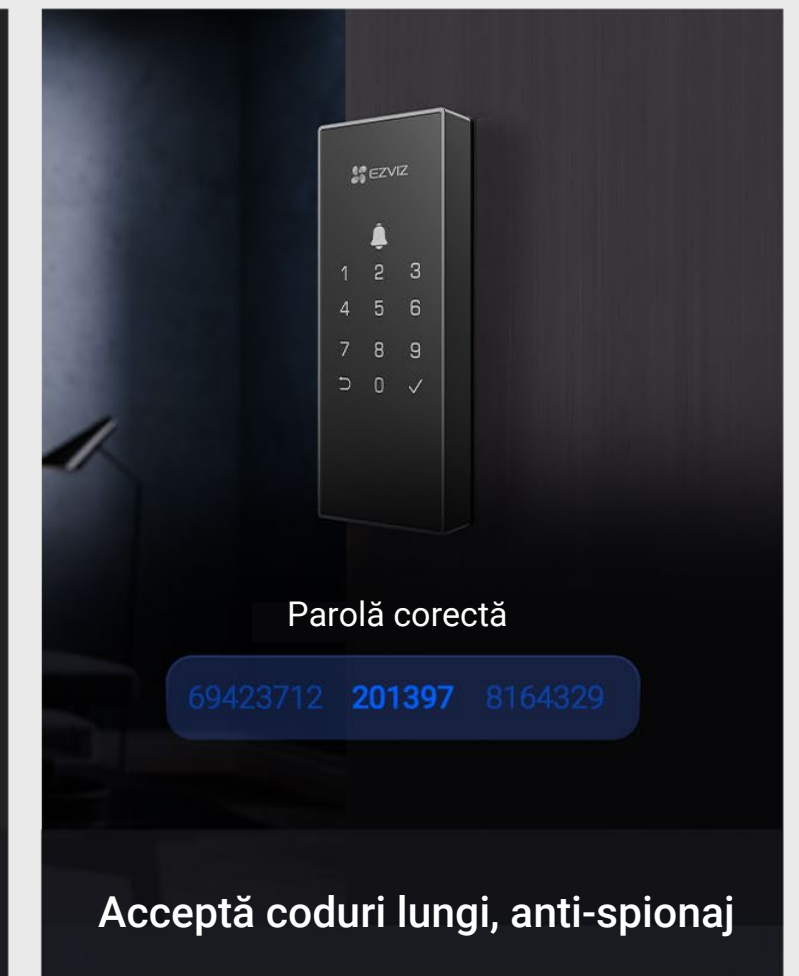 EZVIZ
1 2 3
4 5 6
7 8 9
0
Parolă corectă
69423712 201397 8164329
Acceptă coduri lungi, anti-spionaj